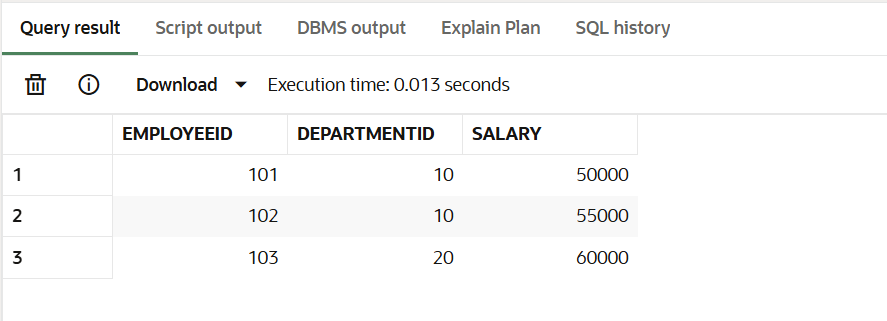 Query result Script output DBMS output Explain Plan SQL history
Download Execution time: 0.013 seconds
EMPLOYEEID DEPARTMENTID SALARY
1 101 10 50000
2 102 10 55000
3 103 20 60000